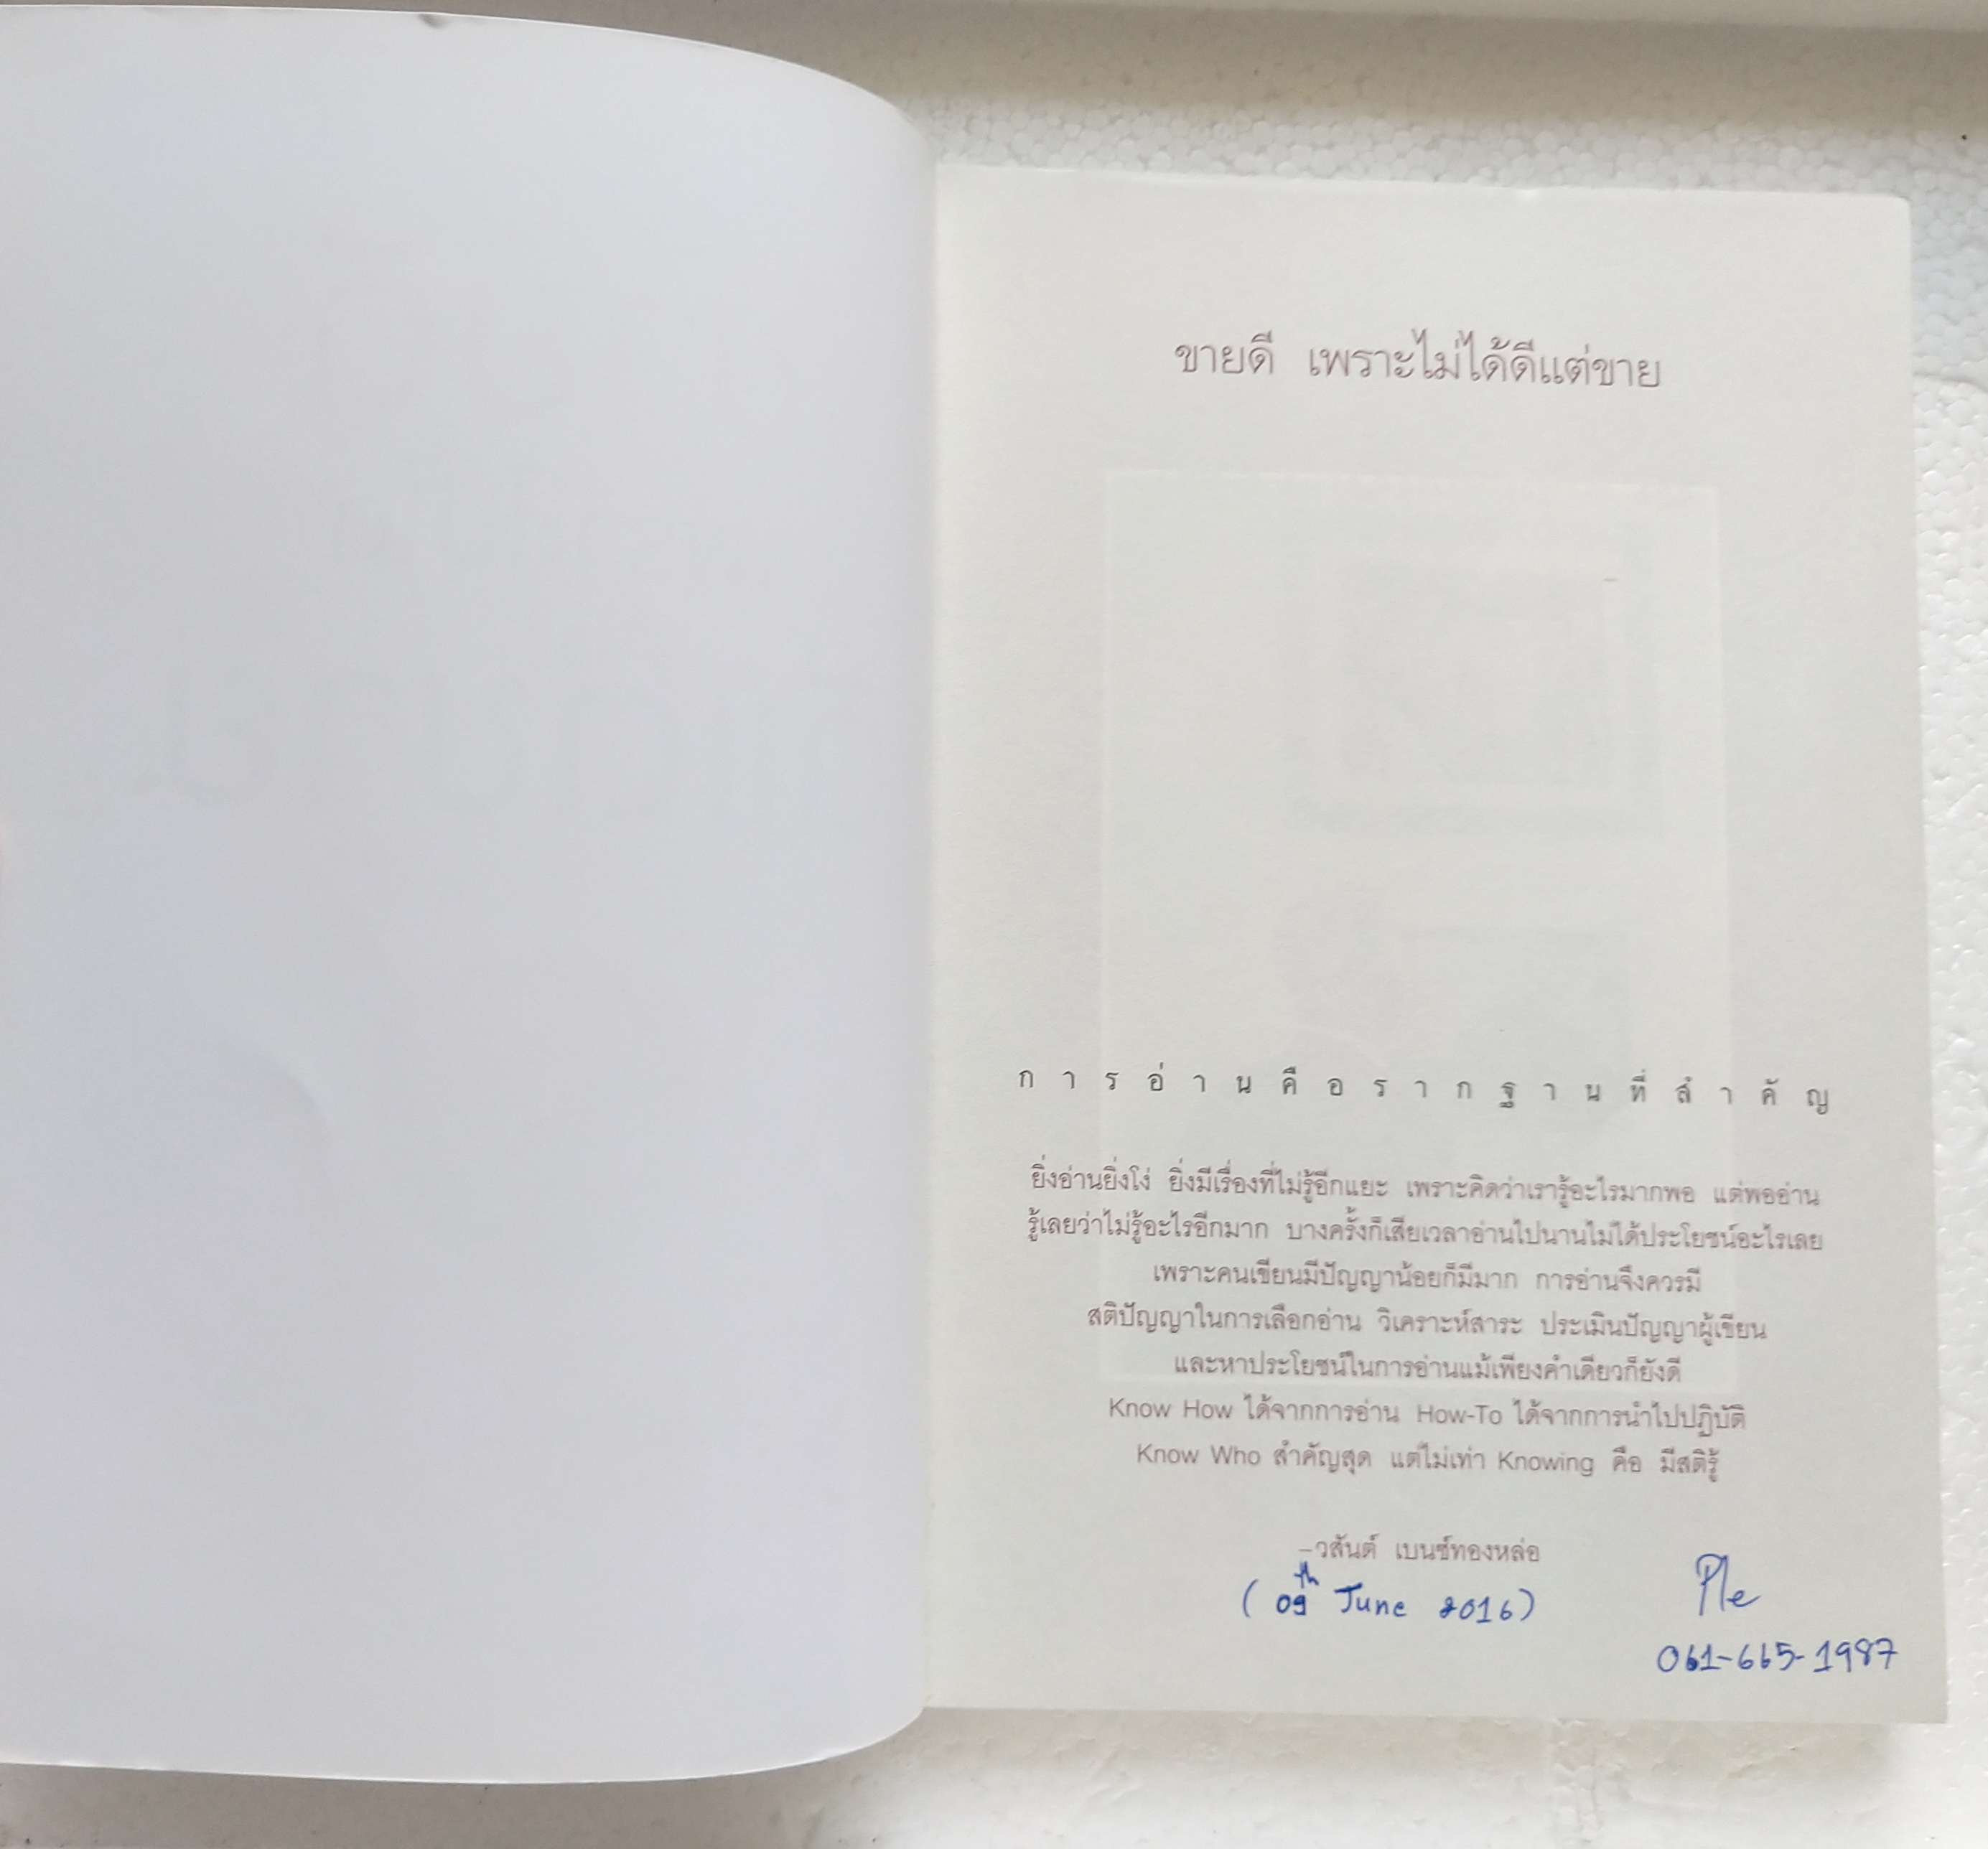 ขายดี เพราะไม่ได้ดีแต่ขาย
การอ่านคือรากฐานที่สำคัญ
ยิ่งอ่านยิ่งโง่ ยิ่งมีเรื่องที่ไม่รู้อีกแยะ เพราะคิดว่าเรารู้อะไรมากพอ แต่พออ่าน
รู้เลยว่าไม่รู้อะไรอีกมาก บางครั้งก็เสียเวลาอ่านไปนานไม่ได้ประโยชน์อะไรเลย
เพราะคนเขียนมีปัญญาน้อยก็มีมาก การอ่านจึงควรมี
สติปัญญาในการเลือกอ่าน วิเคราะห์สาระ ประเมินปัญญาผู้เขียน
และหาประโยชน์ในการอ่านแม้เพียงคำเดียวก็ยังดี
Know How ได้จากการอ่าน How-To ได้จากการนำไปปฏิบัติ
Know Who สำคัญสุด แต่ไม่เท่า Knowing คือ มีสติรู้
–วสันต์ เบนซ์ทองหล่อ
(09th June 2016)
Ple
061-665-1987